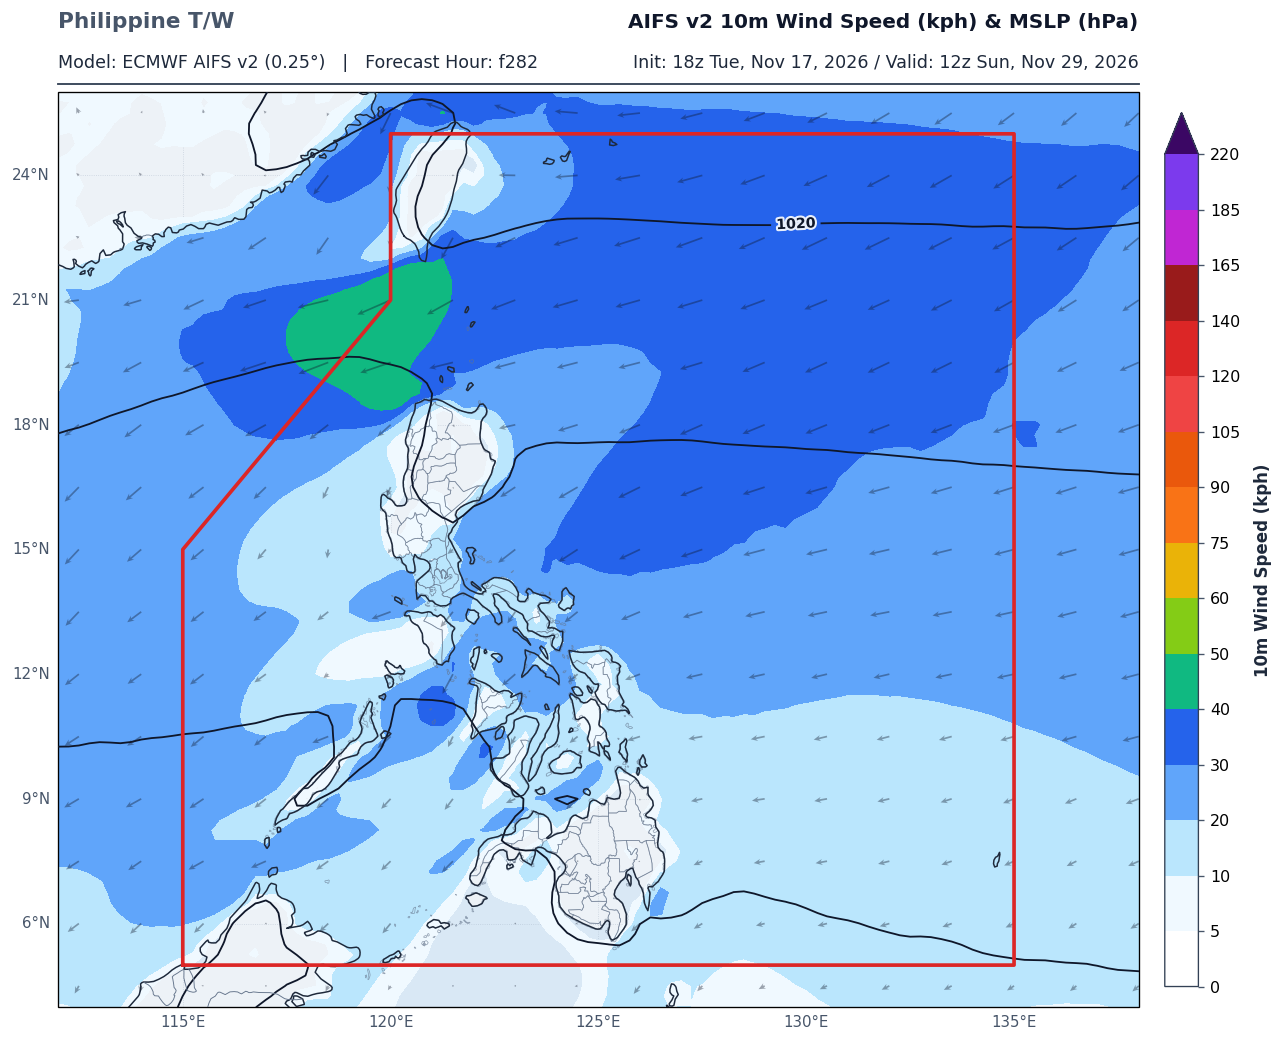 Philippine T/W
AIFS v2 10m Wind Speed (kph) & MSLP (hPa)
Model: ECMWF AIFS v2 (0.25°) | Forecast Hour: f282
Init: 18z Tue, Nov 17, 2026 / Valid: 12z Sun, Nov 29, 2026
24°N
21°N
18°N
15°N
12°N
9°N
6°N
1020
115°E
120°E
125°E
130°E
135°E
220
185
165
140
120
105
90
75
60
50
40
30
20
10
5
0
10m Wind Speed (kph)